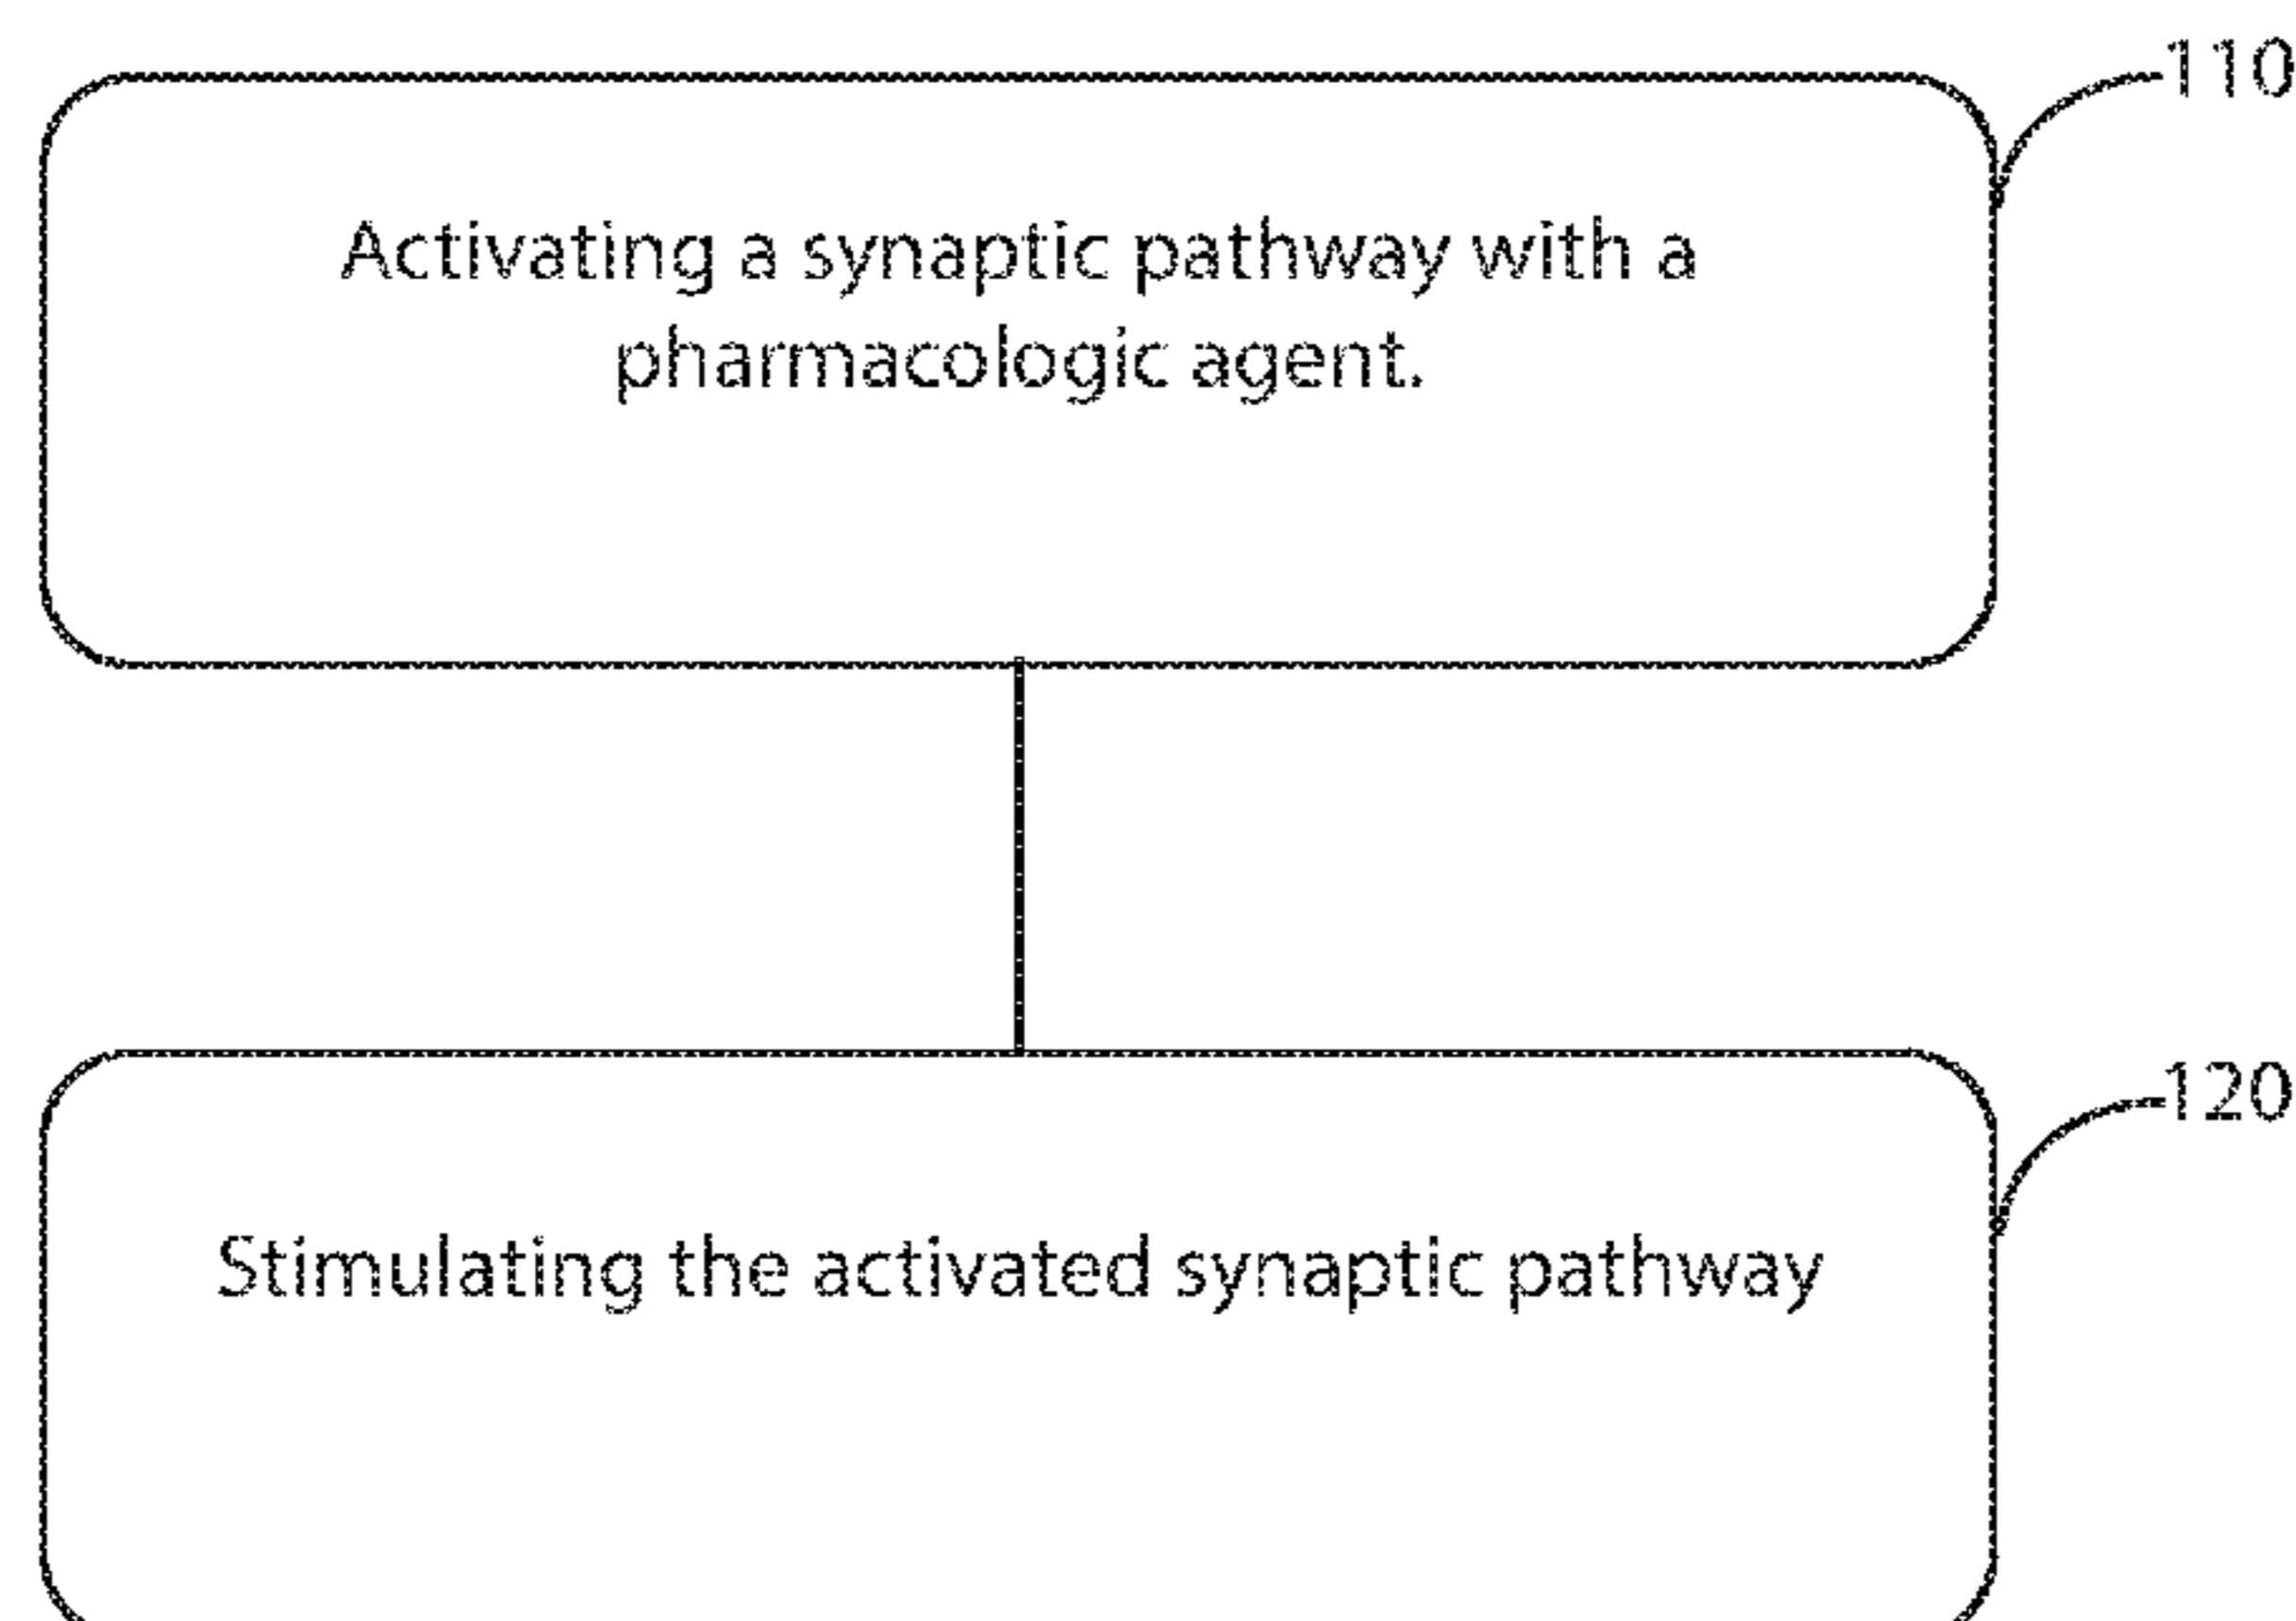 110
Activating a synaptic pathway with a
pharmacologic agent.
120
Stimulating the activated synaptic pathway